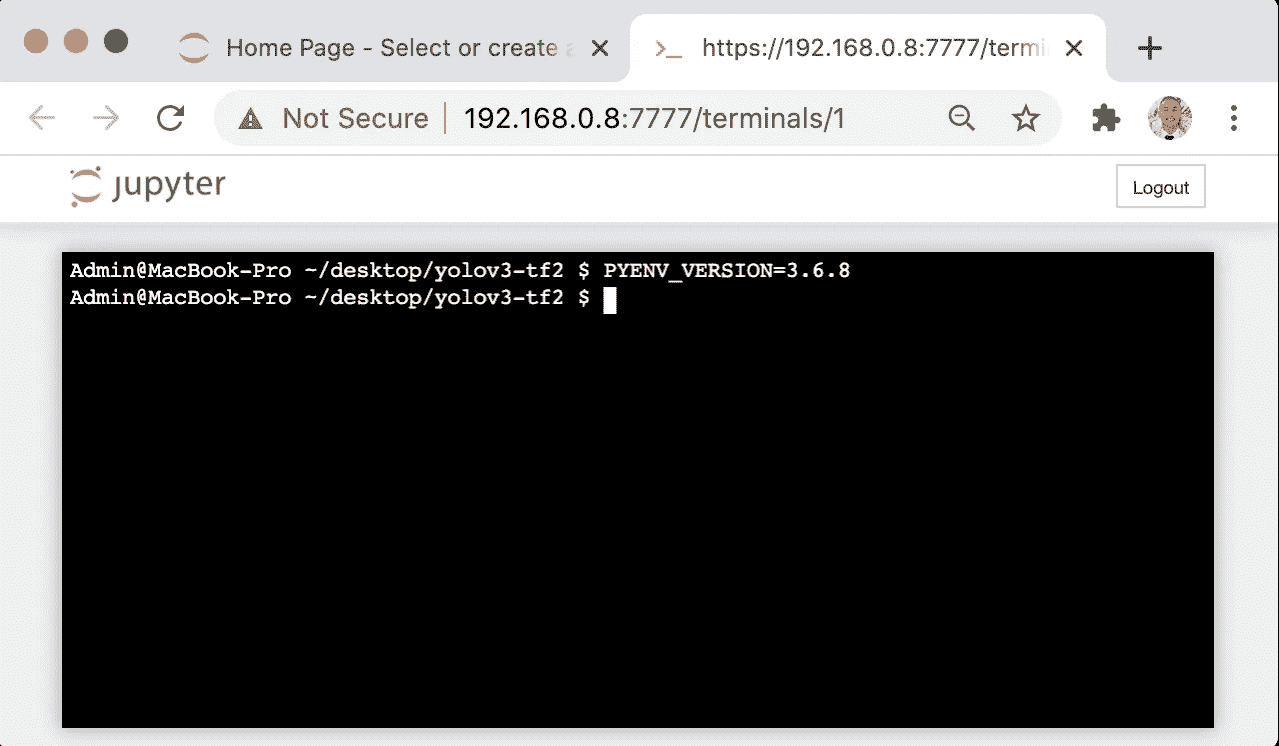 Home Page - Select or create a
https://192.168.0.8:7777/termi
Not Secure 192.168.0.8:7777/terminals/1
jupyter
Logout
Admin@MacBook-Pro ~/desktop/yolov3-tf2 $ PYENV_VERSION=3.6.8
Admin@MacBook-Pro ~/desktop/yolov3-tf2 $